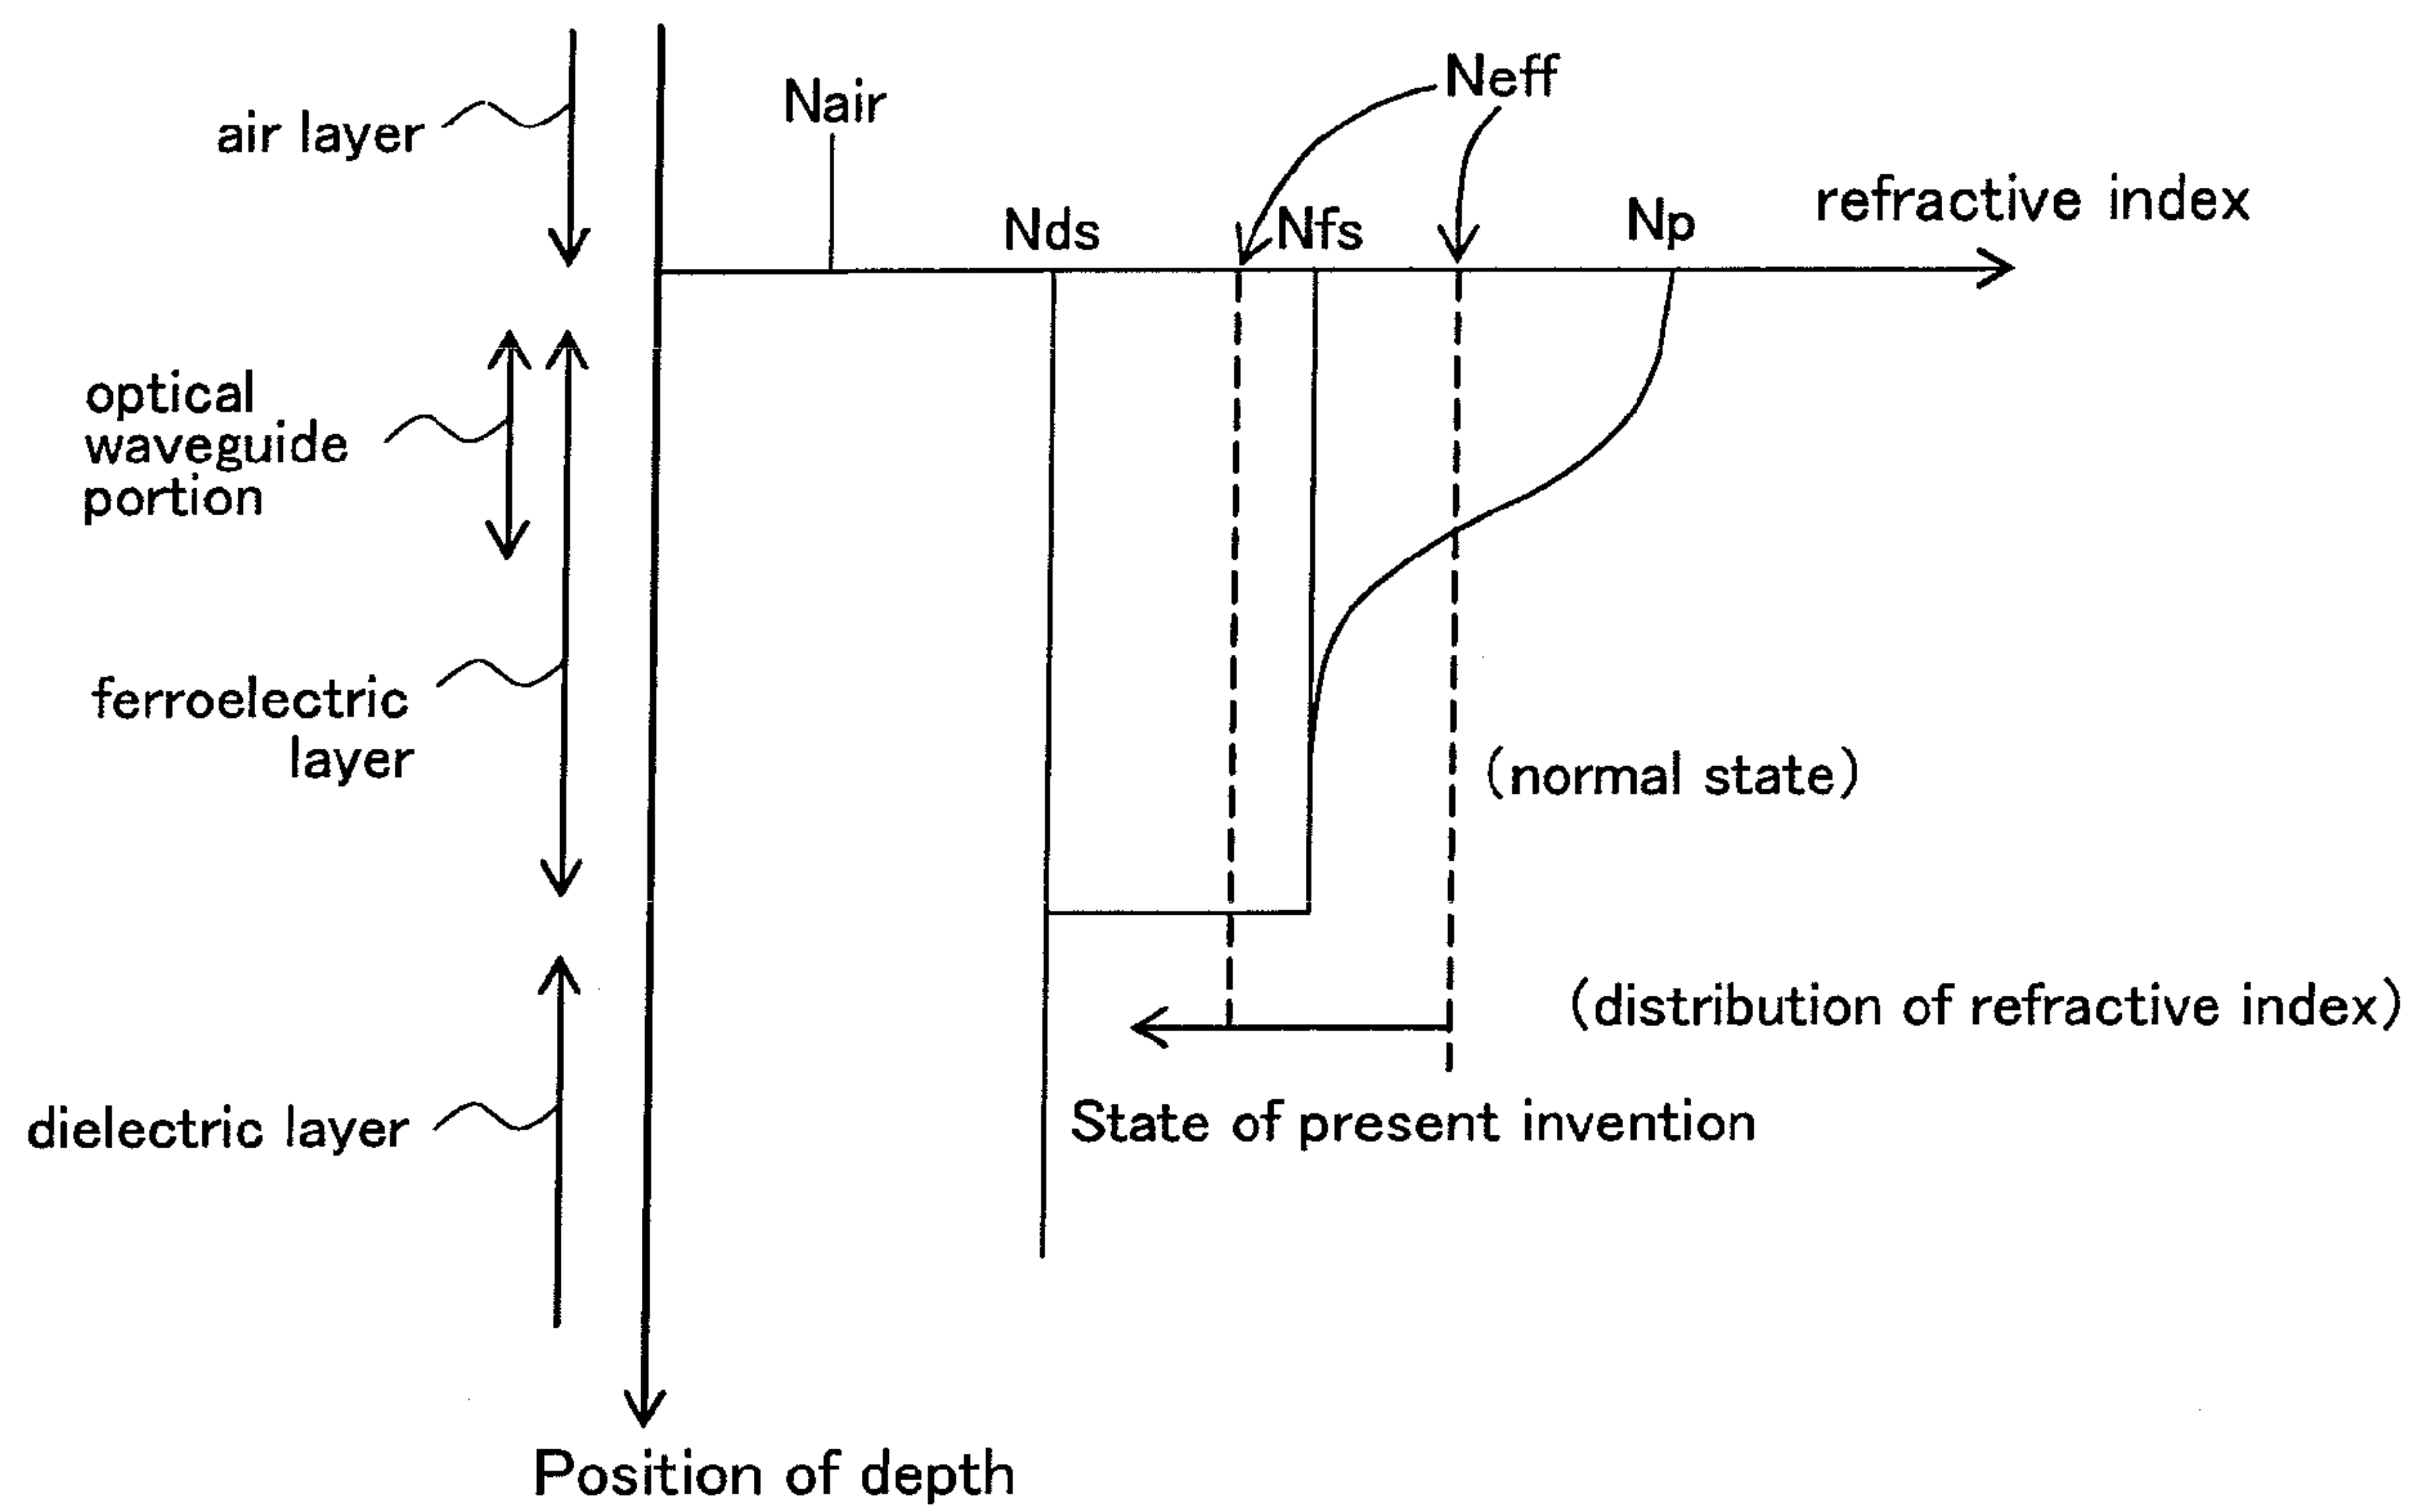 Neff
Nair
air layer
Nds
Nfs
Np
refractive index
optical
waveguide
portion
ferroelectric
layer
(normal state)
(distribution of refractive index)
dielectric layer
State of present invention
Position of depth